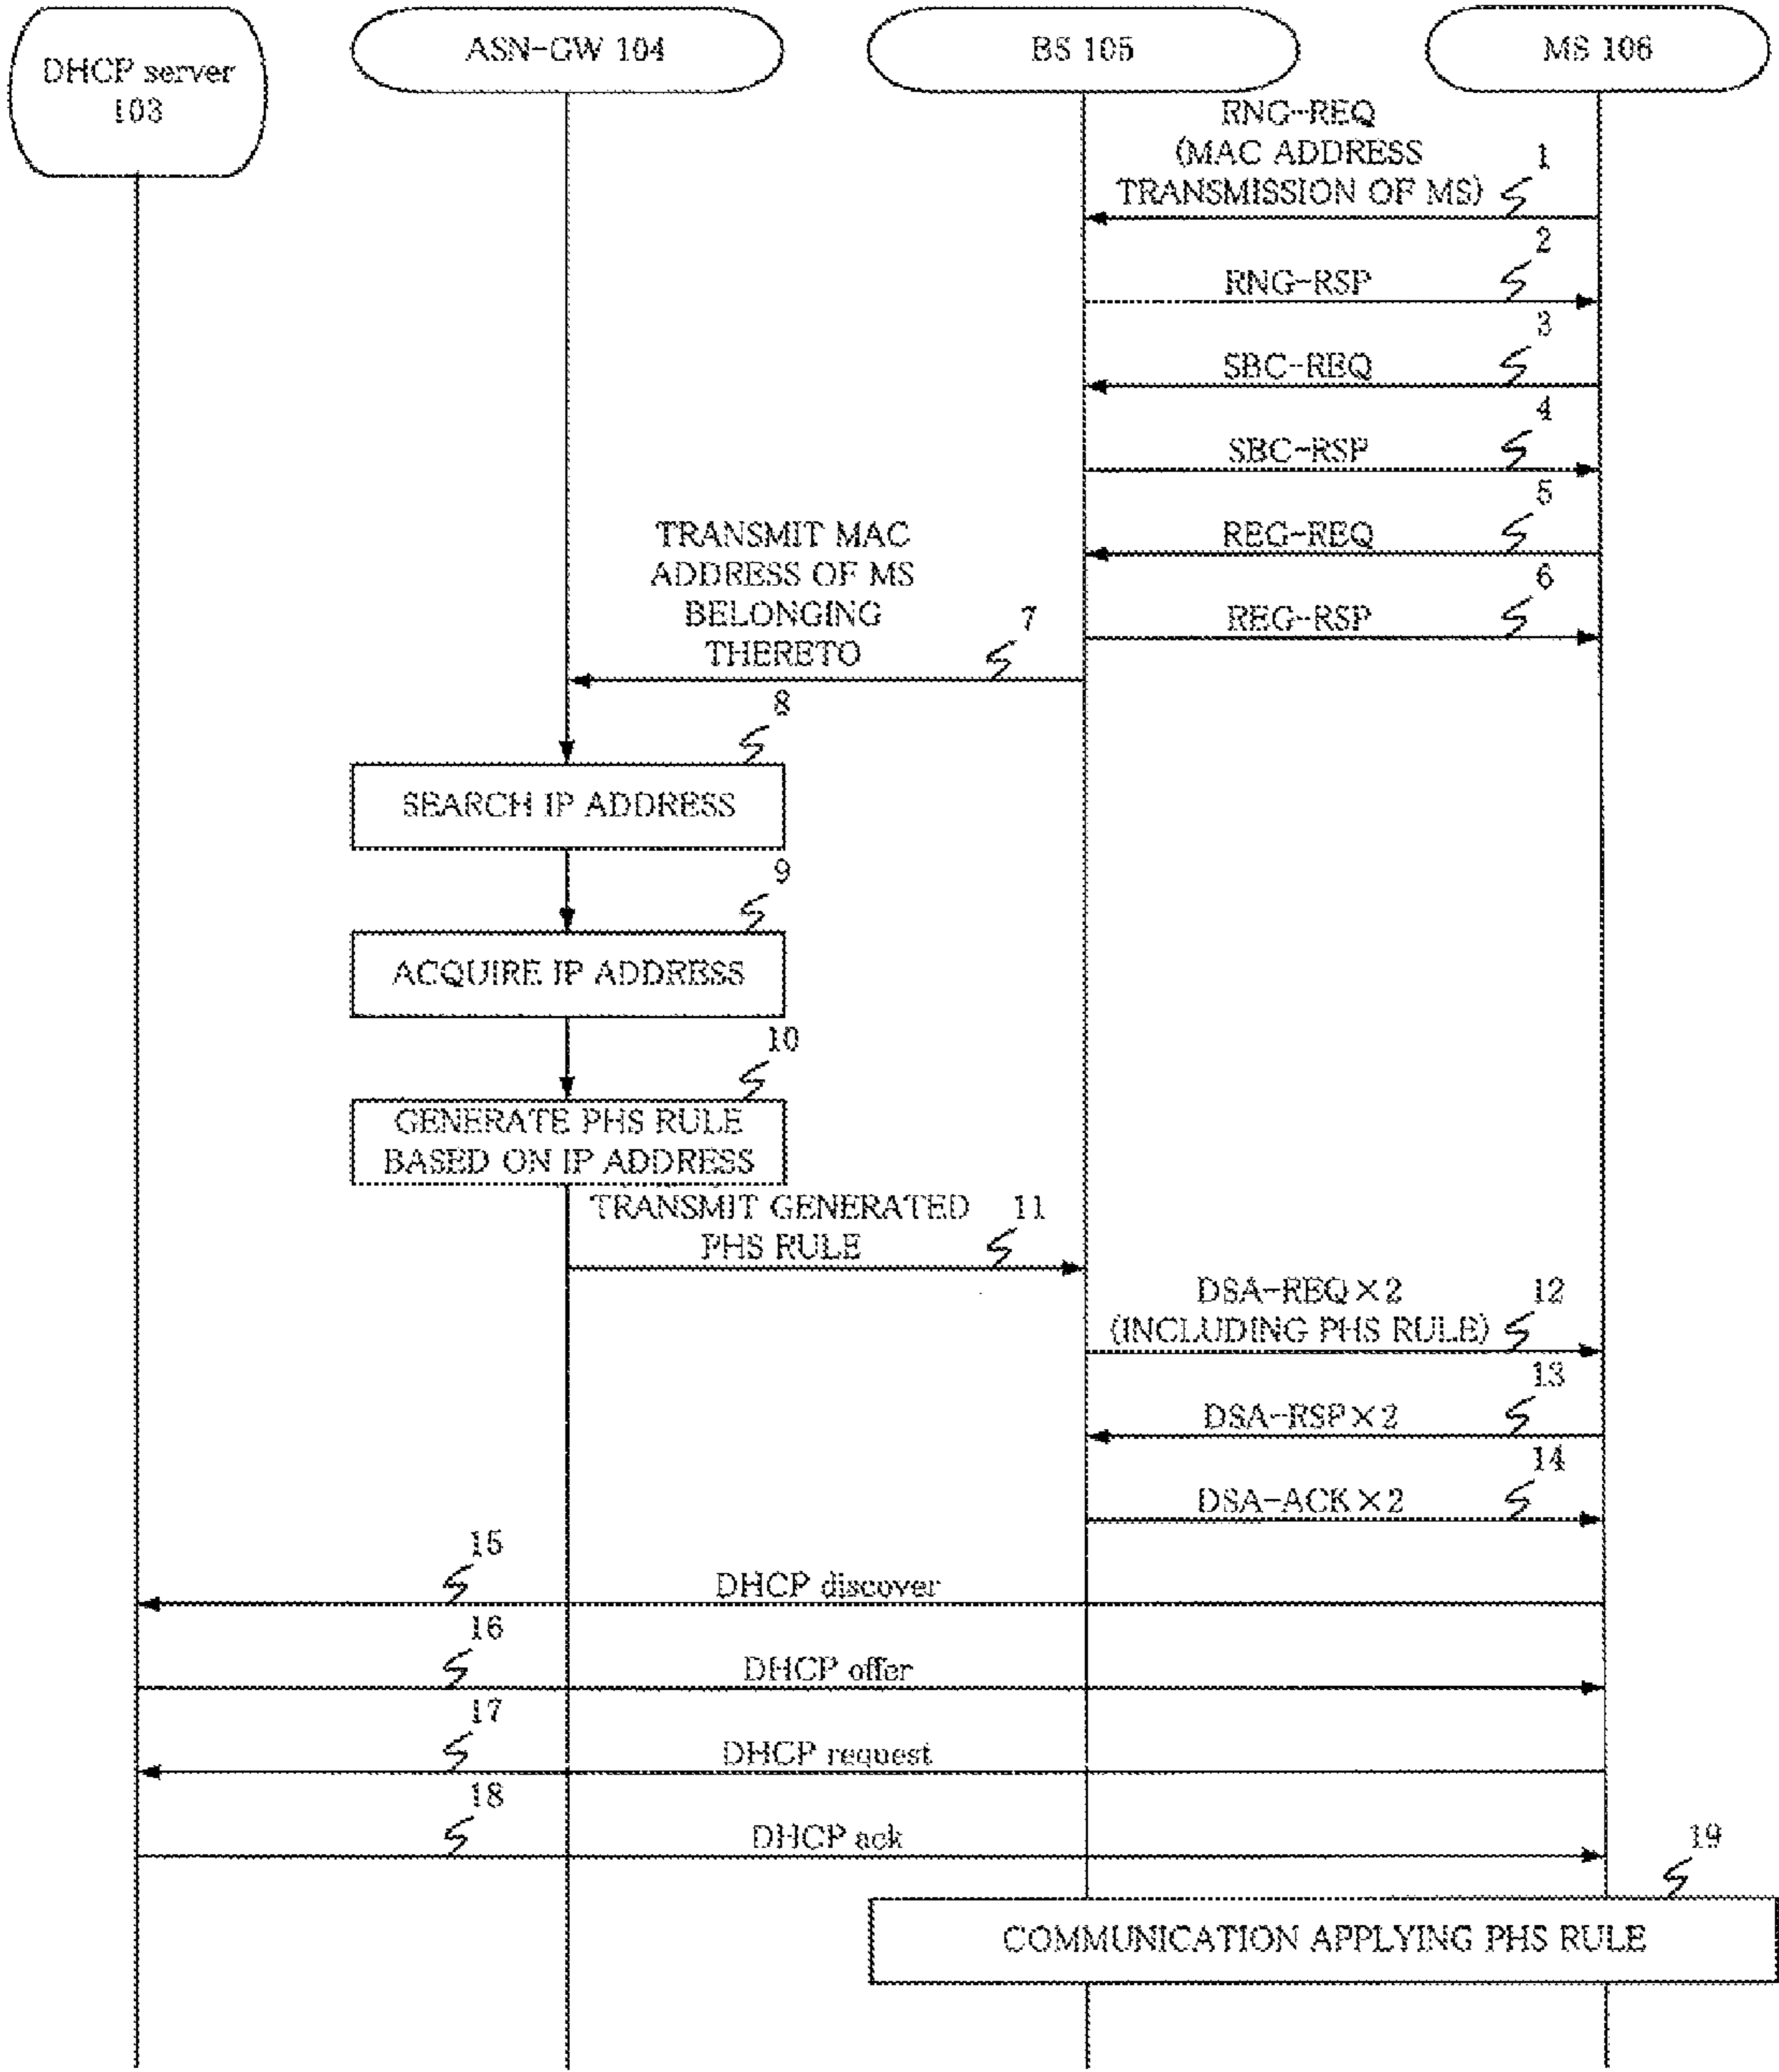 DHCP server
103
ASN-GW 104
BS 105
MS 106
RNG-REQ
(MAC ADDRESS
TRANSMISSION OF MS)
1
RNG-RSP
2
SBC-REQ
3
SBC-RSP
4
REG-REQ
5
REG-RSP
6
TRANSMIT MAC
ADDRESS OF MS
BELONGING
THERETO
7
8
SEARCH IP ADDRESS
9
ACQUIRE IP ADDRESS
10
GENERATE PHS RULE
BASED ON IP ADDRESS
TRANSMIT GENERATED
PHS RULE
11
DSA-REQ×2
(INCLUDING PHS RULE)
12
DSA-RSP×2
13
DSA-ACK×2
14
15
DHCP discover
16
DHCP offer
17
DHCP request
18
DHCP ack
19
COMMUNICATION APPLYING PHS RULE